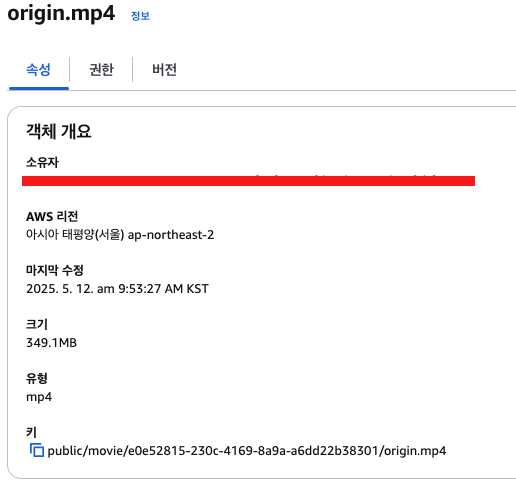 origin.mp4 정보
속성 권한 버전
객체 개요
소유자
AWS 리전
아시아 태평양(서울) ap-northeast-2
마지막 수정
2025. 5. 12. am 9:53:27 AM KST
크기
349.1MB
유형
mp4
키
public/movie/e0e52815-230c-4169-8a9a-a6dd22b38301/origin.mp4